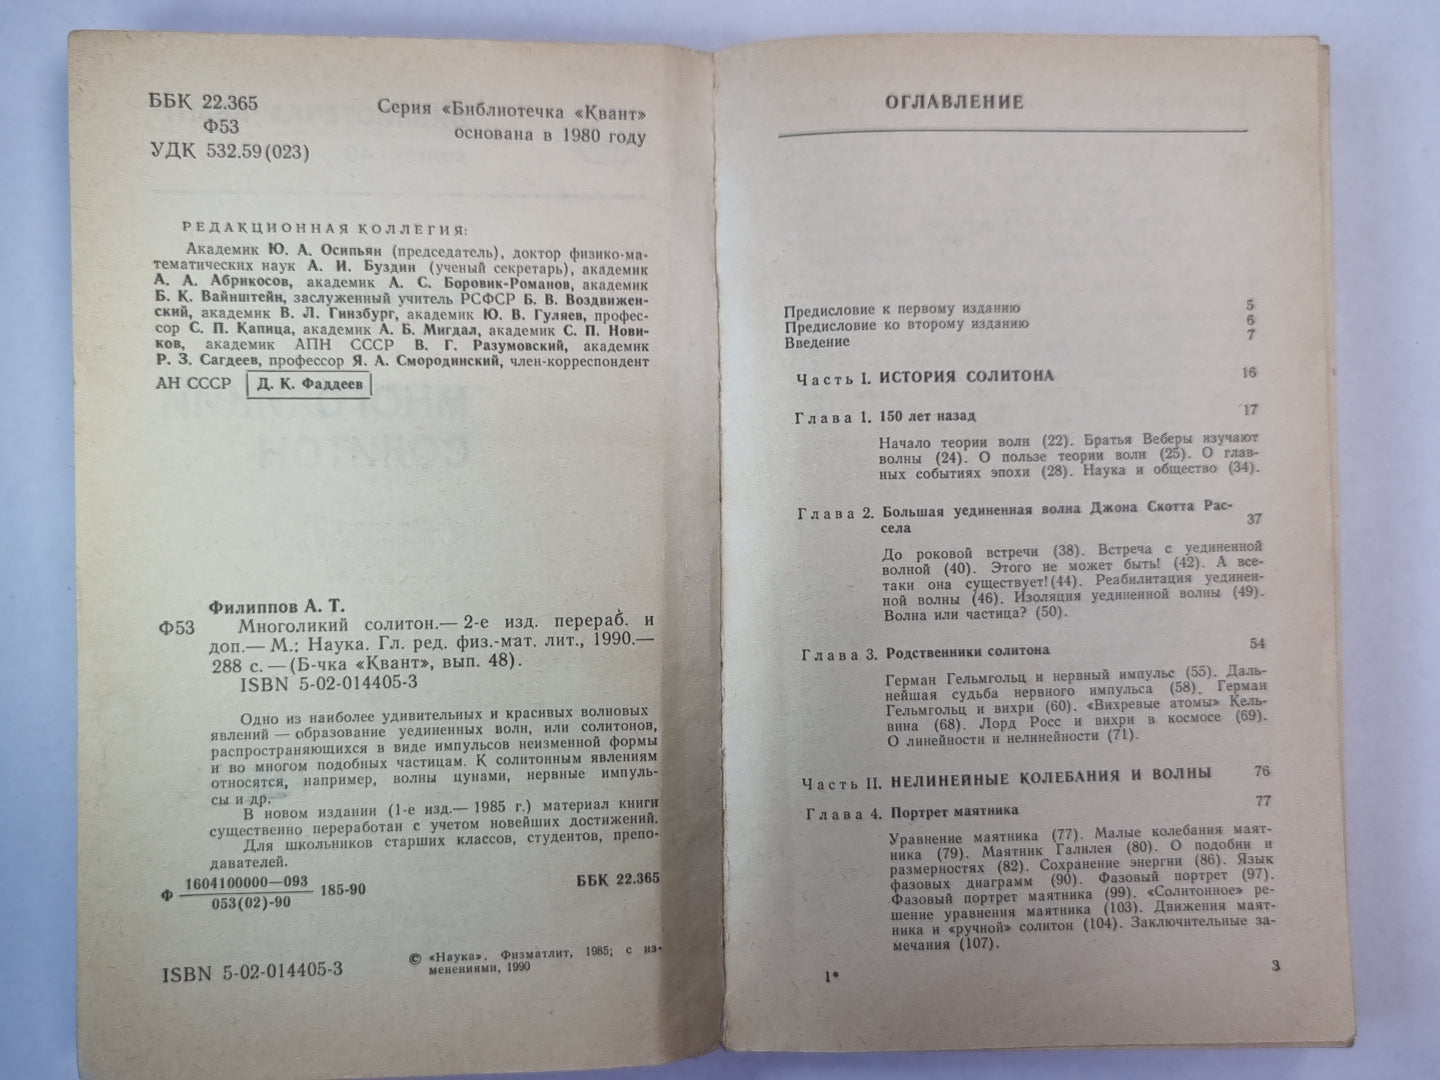 ББК 22.365
Ф53
УДК 532.59(023)
Серия «Библиотечка «Квант»
основана в 1980 году
РЕДАКЦИОННАЯ КОЛЛЕГИЯ:
Академик Ю. А. Осипьян (председатель), доктор физико-ма-
тематических наук А. И. Буздин (ученый секретарь), академик
А. А. Абрикосов, академик А. С. Боровик-Романов, академик
Б. К. Вайнштейн, заслуженный учитель РСФСР Б. В. Воздвижен-
ский, академик В. Л. Гинзбург, академик Ю. В. Гуляев, профес-
сор С. П. Капица, академик А. Б. Мигдал, академик С. П. Нови-
ков, академик АПН СССР В. Г. Разумовский, академик
Р. З. Сагдеев, профессор Я. А. Смородинский, член-корреспондент
АН СССР Д. К. Фаддеев
Филиппов А. Т.
Ф53 Многоликий солитон.— 2-е изд. перераб. и
доп.— М.: Наука. Гл. ред. физ.-мат. лит., 1990.—
288 с.— (Б-чка «Квант», вып. 48).
ISBN 5-02-014405-3
Одно из наиболее удивительных и красивых волновых
явлений — образование уединенных волн, или солитонов,
распространяющихся в виде импульсов неизменной формы
и во многом подобных частицам. К солитонным явлениям
относятся, например, волны цунами, нервные импуль-
сы и др.
В новом издании (1-е изд.— 1985 г.) материал книги
существенно переработан с учетом новейших достижений.
Для школьников старших классов, студентов, препо-
давателей.
Ф 1604100000—093 185-90
053(02)-90
ББК 22.365
ISBN 5-02-014405-3
© «Наука». Физматлит, 1985; с из-
менениями, 1990
ОГЛАВЛЕНИЕ
Предисловие к первому изданию 5
Предисловие ко второму изданию 6
Введение 7
Часть I. ИСТОРИЯ СОЛИТОНА 16
Глава 1. 150 лет назад 17
Начало теории волн (22). Братья Веберы изучают
волны (24). О пользе теории волн (25). О глав-
ных событиях эпохи (28). Наука и общество (34).
Глава 2. Большая уединенная волна Джона Скотта Рас-
села 37
До роковой встречи (38). Встреча с уединенной
волной (40). Этого не может быть! (42). А все-
таки она существует!(44). Реабилитация уединен-
ной волны (46). Изоляция уединенной волны (49).
Волна или частица? (50).
Глава 3. Родственники солитона 54
Герман Гельмгольц и нервный импульс (55). Даль-
нейшая судьба нервного импульса (58). Герман
Гельмгольц и вихри (60). «Вихревые атомы» Кель-
вина (68). Лорд Росс и вихри в космосе (69).
О линейности и нелинейности (71).
Часть II. НЕЛИНЕЙНЫЕ КОЛЕБАНИЯ И ВОЛНЫ 76
Глава 4. Портрет маятника 77
Уравнение маятника (77). Малые колебания маят-
ника (79). Маятник Галилея (80). О подобии и
размерностях (82). Сохранение энергии (86). Язык
фазовых диаграмм (90). Фазовый портрет (97).
Фазовый портрет маятника (99). «Солитонное» ре-
шение уравнения маятника (103). Движения маят-
ника и «ручной» солитон (104). Заключительные за-
мечания (107).
1*
3